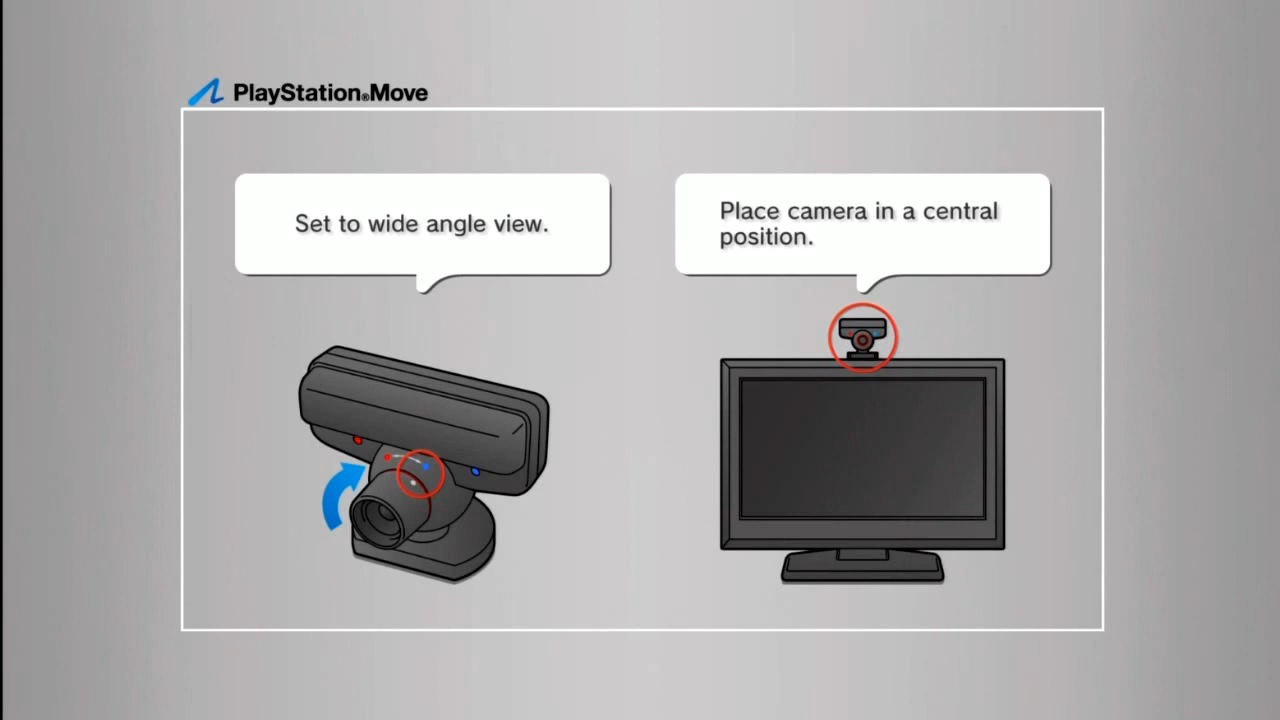 PlayStation®Move
Set to wide angle view.
Place camera in a central
position.